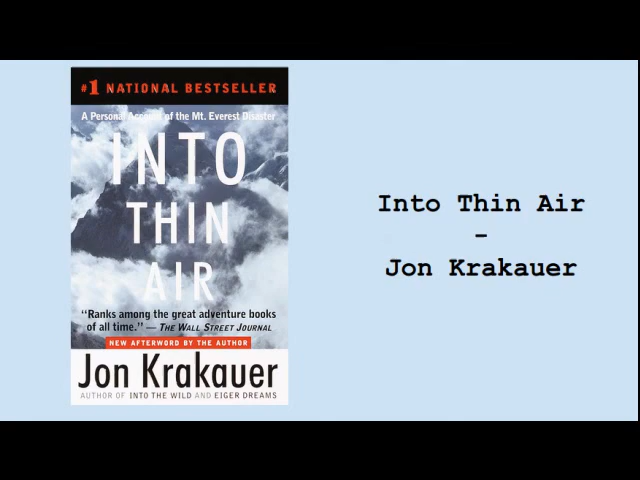 #1 NATIONAL BESTSELLER
A Personal Account of the Mt. Everest Disaster
INTO
THIN
AIR
"Ranks among the great adventure books
of all time." — THE WALL STREET JOURNAL
NEW AFTERWORD BY THE AUTHOR
Jon Krakauer
AUTHOR OF INTO THE WILD AND EIGER DREAMS
Into Thin Air
-
Jon Krakauer